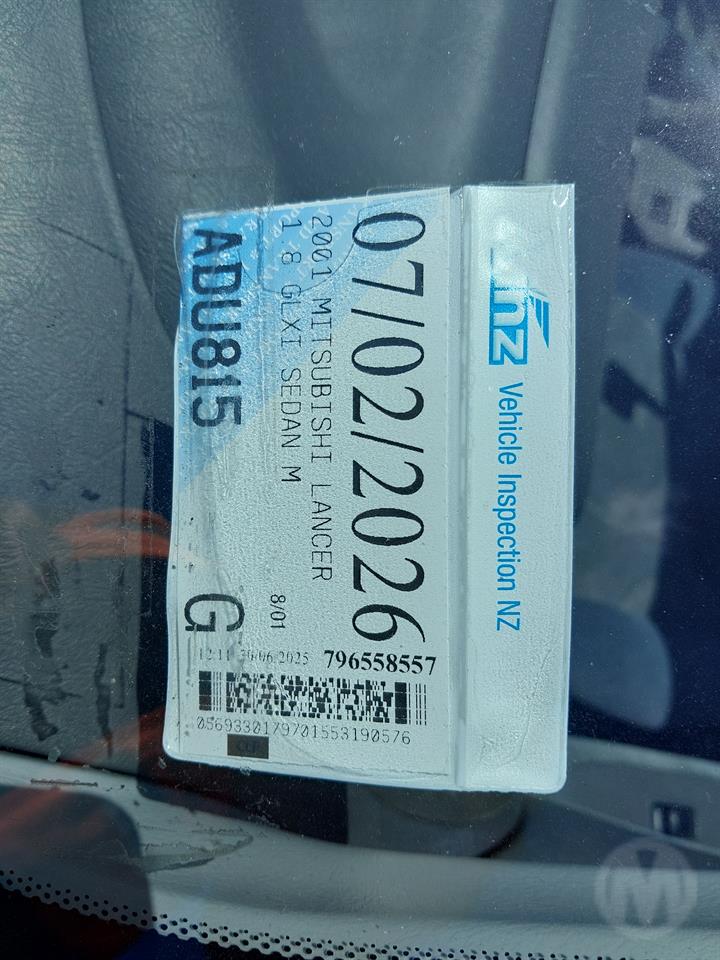 vinz Vehicle Inspection NZ
07/02/2026
2001 MITSUBISHI LANCER
1 8 GLXI SEDAN M
8/01
ADU815 G
12:11 30/06/2025 796558557
0569330179701553190576
M